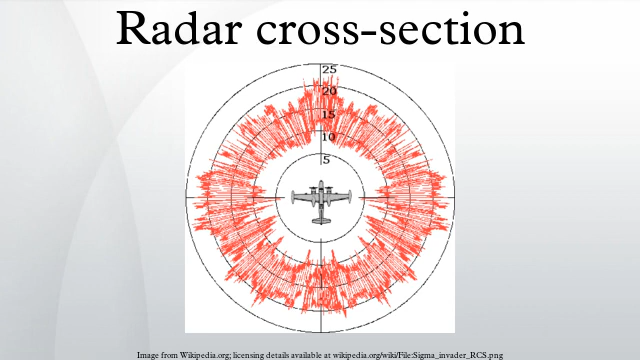 Radar cross-section
25
20
15
10
5
Image from Wikipedia.org; licensing details available at wikipedia.org/wiki/File:Sigma_invader_RCS.png